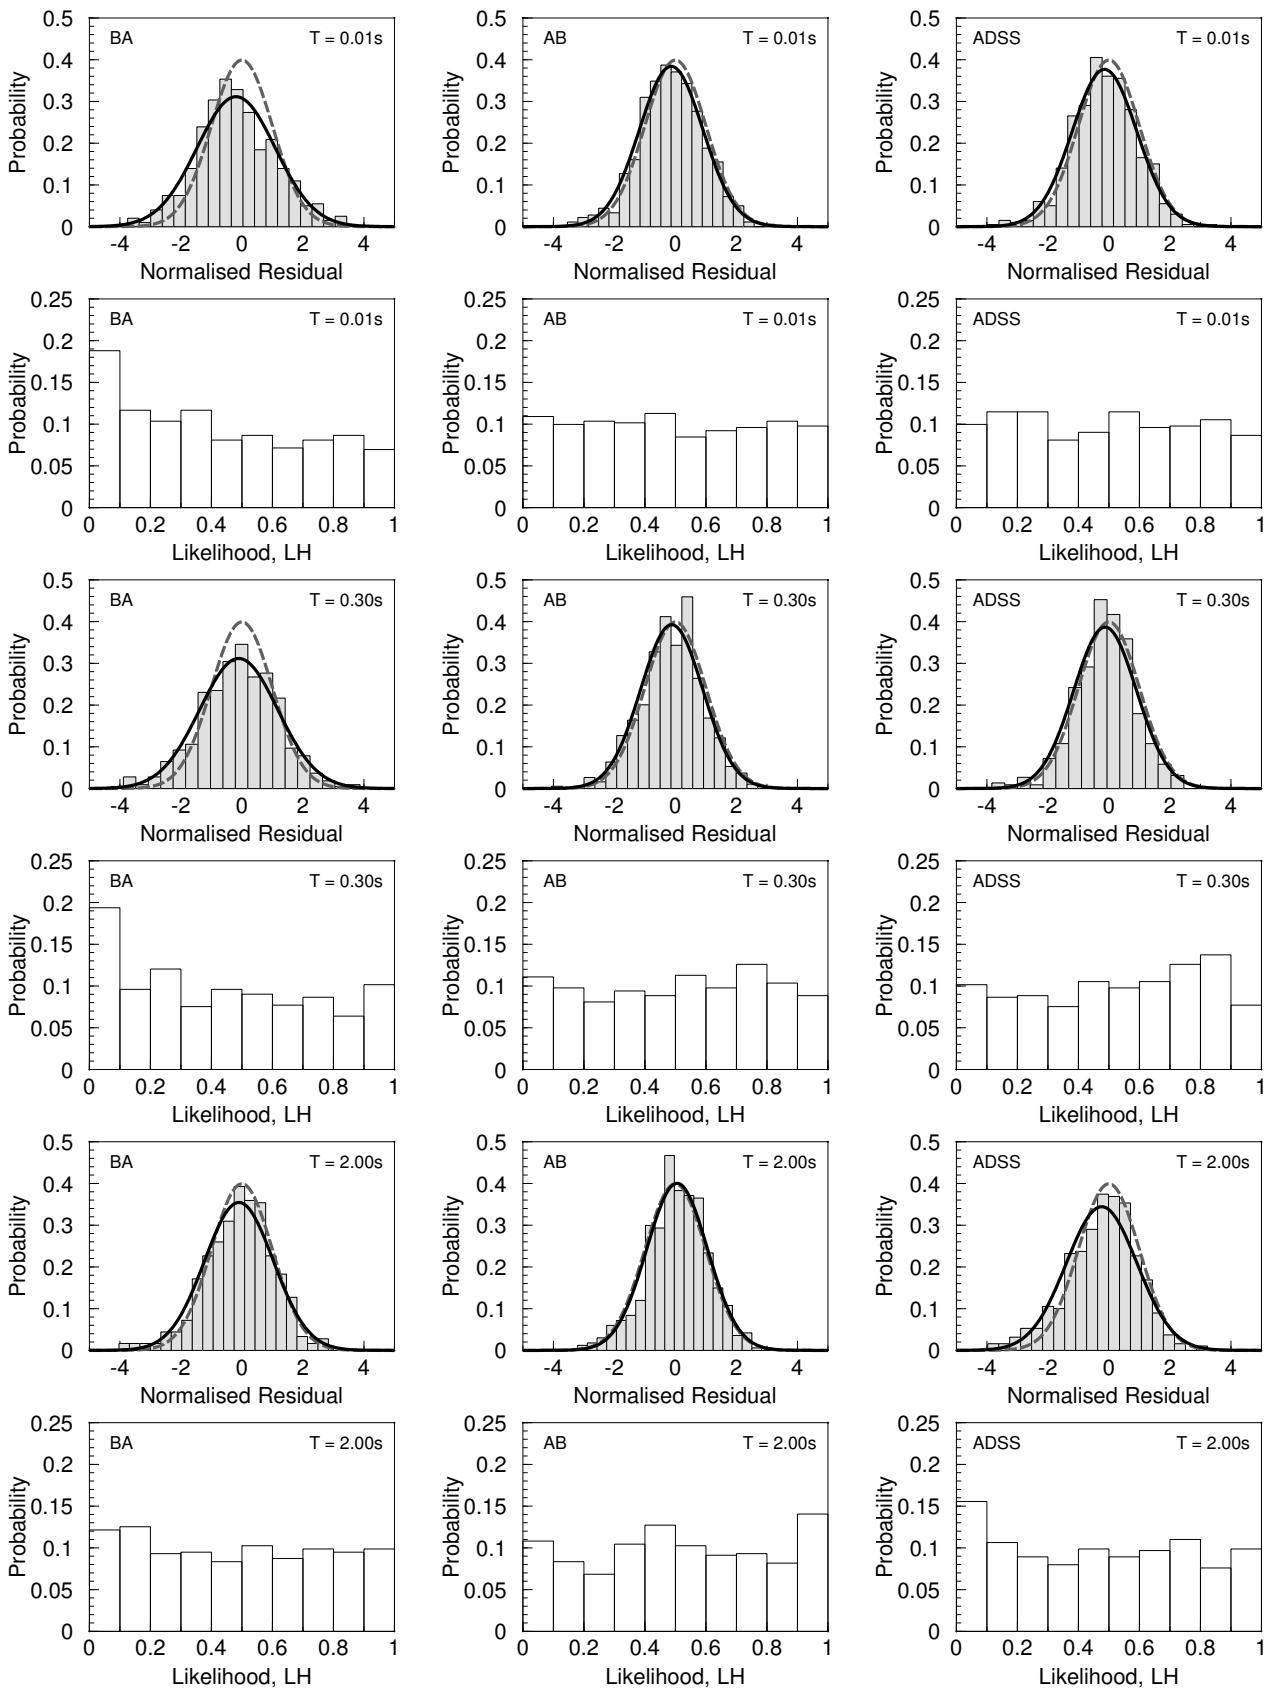 BA T = 0.01s
0.5
0.4
0.3
0.2
0.1
0
Probability
-4 -2 0 2 4
Normalised Residual
AB T = 0.01s
0.5
0.4
0.3
0.2
0.1
0
Probability
-4 -2 0 2 4
Normalised Residual
ADSS T = 0.01s
0.5
0.4
0.3
0.2
0.1
0
Probability
-4 -2 0 2 4
Normalised Residual
BA T = 0.01s
0.25
0.2
0.15
0.1
0.05
0
Probability
0 0.2 0.4 0.6 0.8 1
Likelihood, LH
AB T = 0.01s
0.25
0.2
0.15
0.1
0.05
0
Probability
0 0.2 0.4 0.6 0.8 1
Likelihood, LH
ADSS T = 0.01s
0.25
0.2
0.15
0.1
0.05
0
Probability
0 0.2 0.4 0.6 0.8 1
Likelihood, LH
BA T = 0.30s
0.5
0.4
0.3
0.2
0.1
0
Probability
-4 -2 0 2 4
Normalised Residual
AB T = 0.30s
0.5
0.4
0.3
0.2
0.1
0
Probability
-4 -2 0 2 4
Normalised Residual
ADSS T = 0.30s
0.5
0.4
0.3
0.2
0.1
0
Probability
-4 -2 0 2 4
Normalised Residual
BA T = 0.30s
0.25
0.2
0.15
0.1
0.05
0
Probability
0 0.2 0.4 0.6 0.8 1
Likelihood, LH
AB T = 0.30s
0.25
0.2
0.15
0.1
0.05
0
Probability
0 0.2 0.4 0.6 0.8 1
Likelihood, LH
ADSS T = 0.30s
0.25
0.2
0.15
0.1
0.05
0
Probability
0 0.2 0.4 0.6 0.8 1
Likelihood, LH
BA T = 2.00s
0.5
0.4
0.3
0.2
0.1
0
Probability
-4 -2 0 2 4
Normalised Residual
AB T = 2.00s
0.5
0.4
0.3
0.2
0.1
0
Probability
-4 -2 0 2 4
Normalised Residual
ADSS T = 2.00s
0.5
0.4
0.3
0.2
0.1
0
Probability
-4 -2 0 2 4
Normalised Residual
BA T = 2.00s
0.25
0.2
0.15
0.1
0.05
0
Probability
0 0.2 0.4 0.6 0.8 1
Likelihood, LH
AB T = 2.00s
0.25
0.2
0.15
0.1
0.05
0
Probability
0 0.2 0.4 0.6 0.8 1
Likelihood, LH
ADSS T = 2.00s
0.25
0.2
0.15
0.1
0.05
0
Probability
0 0.2 0.4 0.6 0.8 1
Likelihood, LH